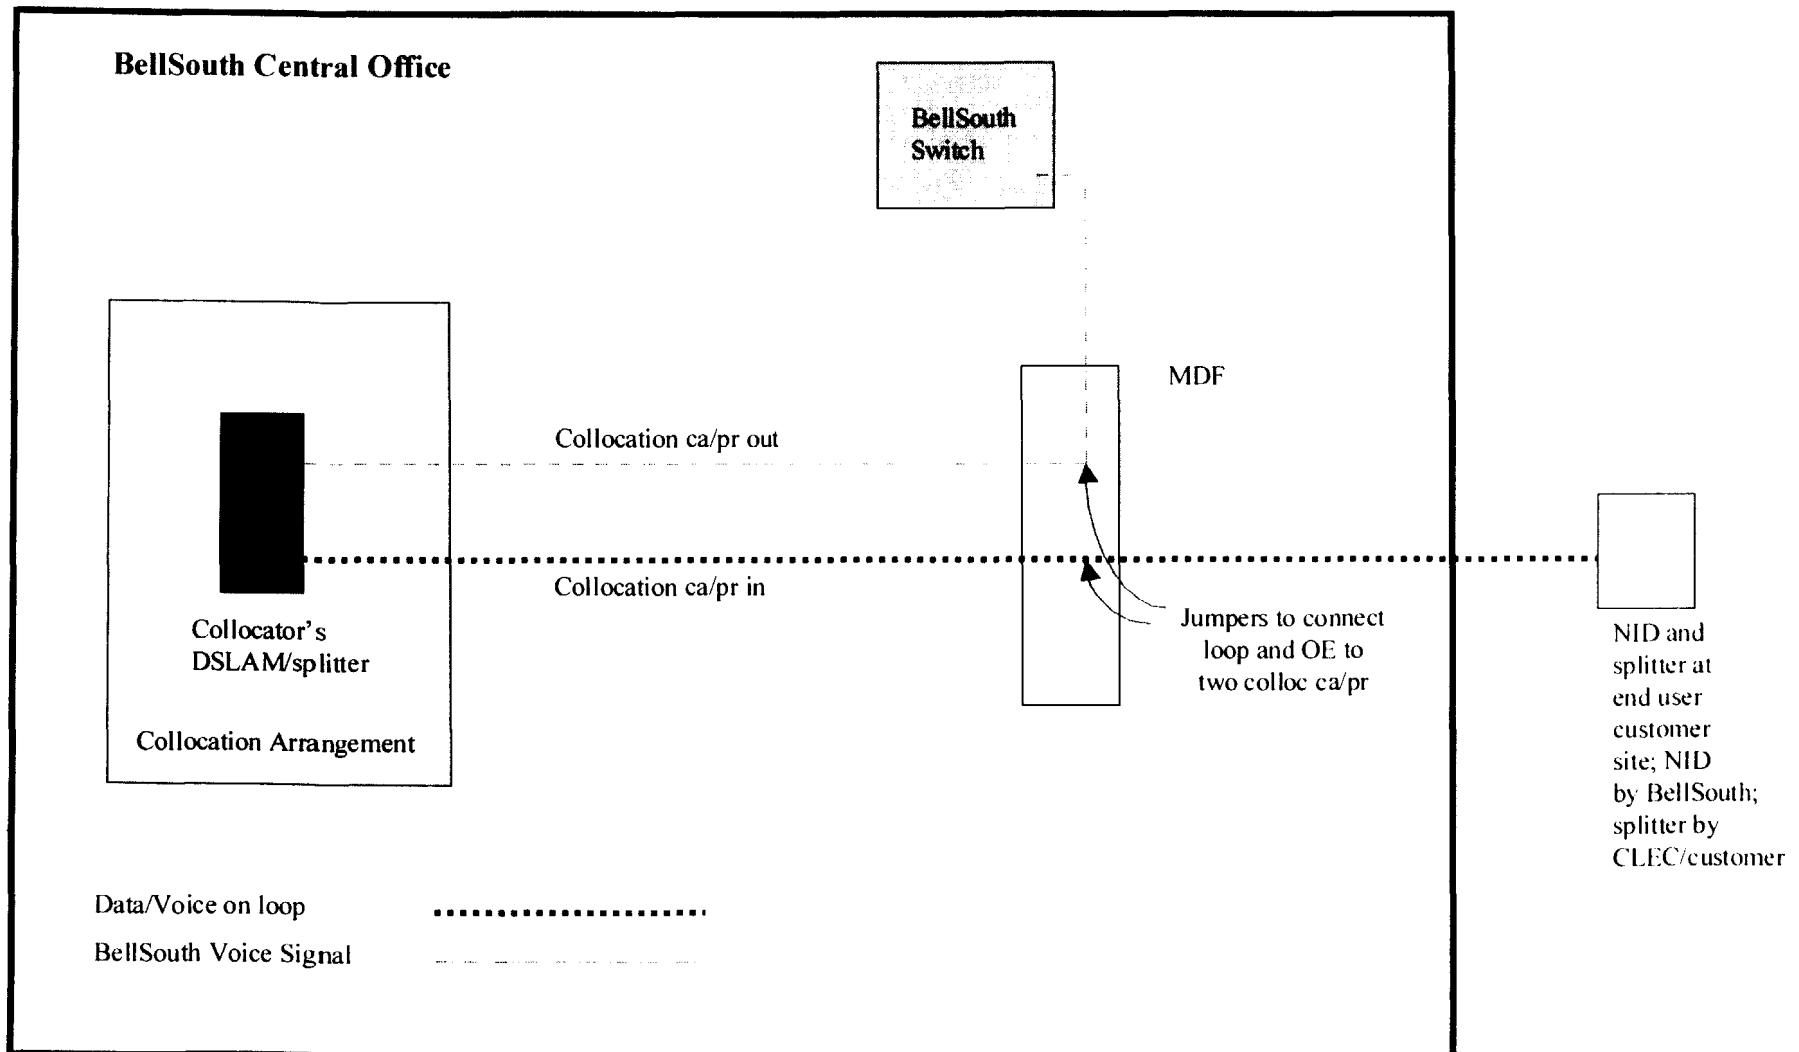 BellSouth Central Office
BellSouth
Switch
MDF
Collocation ca/pr out
Collocation ca/pr in
Collocator's
DSLAM/splitter
Collocation Arrangement
Jumpers to connect
loop and OE to
two colloc ca/pr
NID and
splitter at
end user
customer
site; NID
by BellSouth;
splitter by
CLEC/customer
Data/Voice on loop
BellSouth Voice Signal